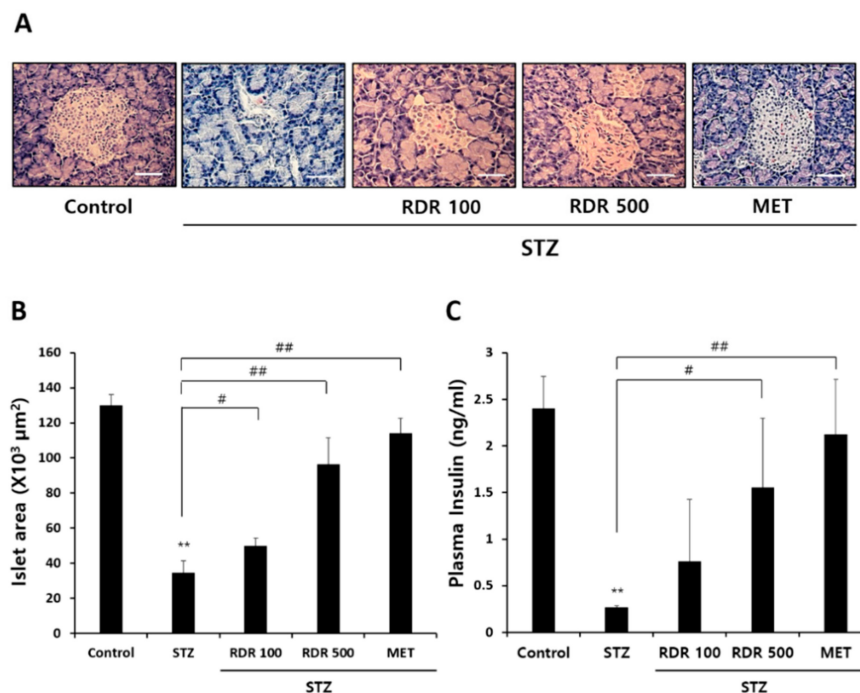 A
Control
RDR 100
RDR 500
MET
STZ
B
Islet area (X10³ µm²)
160
140
120
100
80
60
40
20
0
##
##
#
**
Control
STZ
RDR 100
RDR 500
MET
STZ
C
Plasma Insulin (ng/ml)
3
2.5
2
1.5
1
0.5
0
##
#
**
Control
STZ
RDR 100
RDR 500
MET
STZ